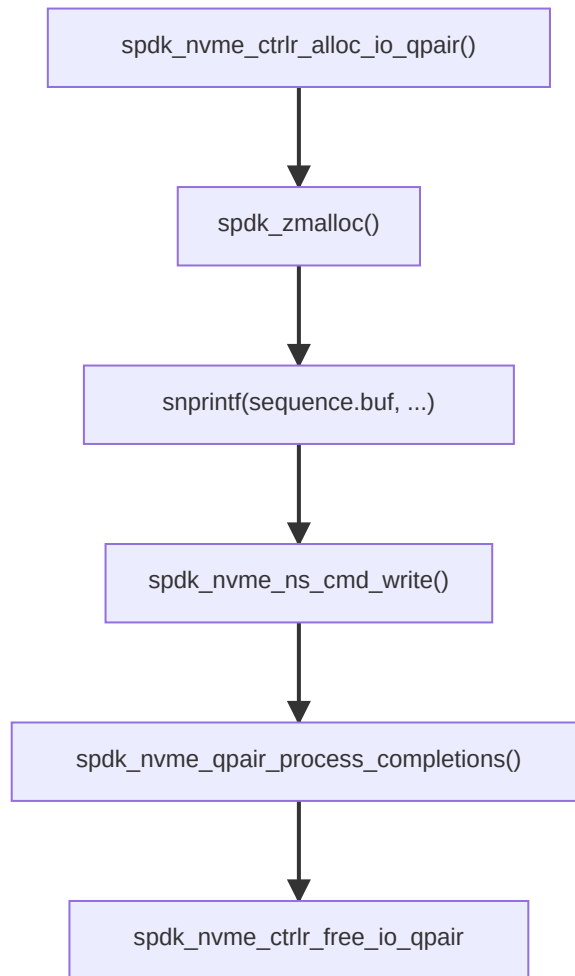 spdk_nvme_ctrlr_alloc_io_qpair()
spdk_zmalloc()
snprintf(sequence.buf, ...)
spdk_nvme_ns_cmd_write()
spdk_nvme_qpair_process_completions()
spdk_nvme_ctrlr_free_io_qpair